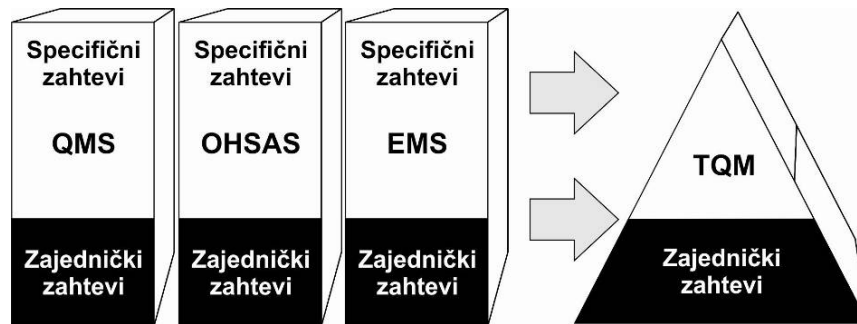 Specifični
zahtevi
QMS
Zajednički
zahtevi
Specifični
zahtevi
OHSAS
Zajednički
zahtevi
Specifični
zahtevi
EMS
Zajednički
zahtevi
TQM
Zajednički
zahtevi